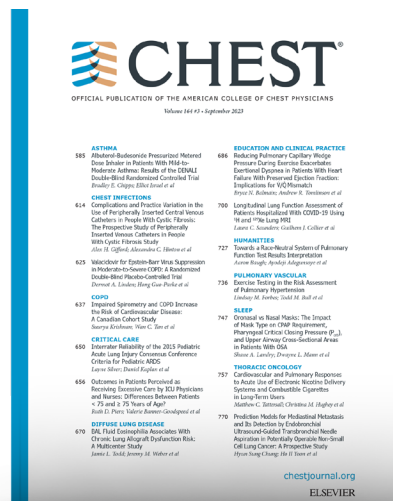 CHEST®
OFFICIAL PUBLICATION OF THE AMERICAN COLLEGE OF CHEST PHYSICIANS
Volume 164 #3 • September 2023
ASTHMA
585 Albuterol-Budesonide Pressurized Metered
Dose Inhaler in Patients With Mild-to-
Moderate Asthma: Results of the DENALI
Double-Blind Randomized Controlled Trial
Bradley E. Chipps; Elliot Israel et al
CHEST INFECTIONS
614 Complications and Practice Variation in the
Use of Peripherally Inserted Central Venous
Catheters in People With Cystic Fibrosis:
The Prospective Study of Peripherally
Inserted Venous Catheters in People
With Cystic Fibrosis Study
Alex H. Gifford; Alexandra C. Hinton et al
625 Valaciclovir for Epstein-Barr Virus Suppression
in Moderate-to-Severe COPD: A Randomized
Double-Blind Placebo-Controlled Trial
Dermot A. Linden; et al
COPD
637 Impaired Spirometry and COPD Increase
the Risk of Cardiovascular Disease:
A Canadian Cohort Study
Suurya Krishnan; Wan C. Tan et al
CRITICAL CARE
650 Interrater Reliability of the 2015 Pediatric
Acute Lung Injury Consensus Conference
Criteria for Pediatric ARDS
Layne Silver; Daniel Kaplan et al
656 Outcomes in Patients Perceived as
Receiving Excessive Care by ICU Physicians
and Nurses: Differences Between Patients
< 75 and ≥ 75 Years of Age?
Ruth D. Piers; Valerie Banner-Goodspeed et al
DIFFUSE LUNG DISEASE
670 BAL Fluid Eosinophilia Associates With
Chronic Lung Allograft Dysfunction Risk:
A Multicenter Study
Jamie L. Todd; Jeremy M. Weber et al
EDUCATION AND CLINICAL PRACTICE
686 Reducing Pulmonary Capillary Wedge
Pressure During Exercise Exacerbates
Exertional Dyspnea in Patients With Heart
Failure With Preserved Ejection Fraction:
Implications for V/Q Mismatch
Bryce N. Balmain; Andrew R. Tomlinson et al
700 Longitudinal Lung Function Assessment of
Patients Hospitalized With COVID-19 Using
¹H and ¹²⁹Xe Lung MRI
Laura C. Saunders; Guilhem J. Collier et al
HUMANITIES
727 Towards a Race-Neutral System of Pulmonary
Function Test Results Interpretation
Aaron Baugh; Ayodeji Adegunsoye et al
PULMONARY VASCULAR
736 Exercise Testing in the Risk Assessment
of Pulmonary Hypertension
Lindsay M. Forbes; Todd M. Bull et al
SLEEP
747 Oronasal vs Nasal Masks: The Impact
of Mask Type on CPAP Requirement,
Pharyngeal Critical Closing Pressure (Pcrit),
and Upper Airway Cross-Sectional Areas
in Patients With OSA
Shane A. Landry; Dwayne L. Mann et al
THORACIC ONCOLOGY
757 Cardiovascular and Pulmonary Responses
to Acute Use of Electronic Nicotine Delivery
Systems and Combustible Cigarettes
in Long-Term Users
Matthew C. Tattersall; Christina M. Hughey et al
770 Prediction Models for Mediastinal Metastasis
and Its Detection by Endobronchial
Ultrasound-Guided Transbronchial Needle
Aspiration in Potentially Operable Non-Small
Cell Lung Cancer: A Prospective Study
Hyun Sung Chung; Ho Il Yoon et al
chestjournal.org
ELSEVIER